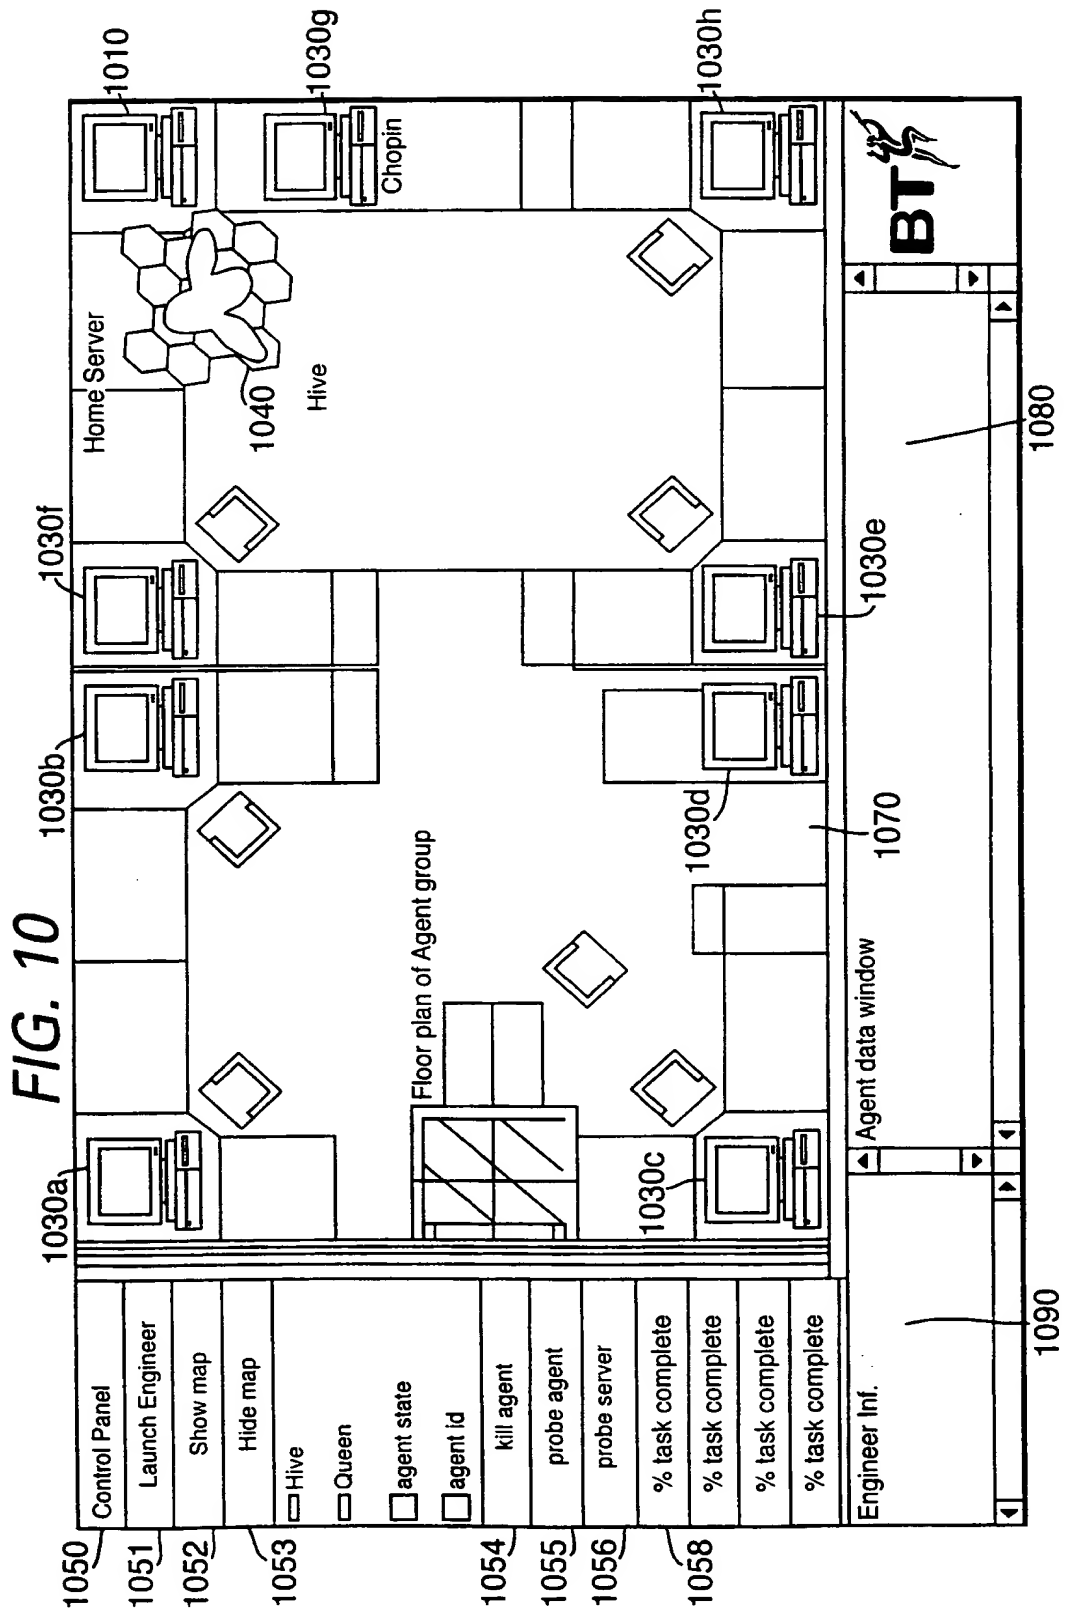 FIG. 10
1030a
1030b
1030f
1010
Home Server
1030g
1040
Hive
Chopin
Floor plan of Agent group
1030c
1030d
1030e
1030h
1070
1050
Control Panel
1051
Launch Engineer
1052
Show map
1053
Hide map
Hive
Queen
agent state
agent id
1054
kill agent
1055
probe agent
1056
probe server
1058
% task complete
% task complete
% task complete
% task complete
Engineer Inf.
1090
Agent data window
1080
BT